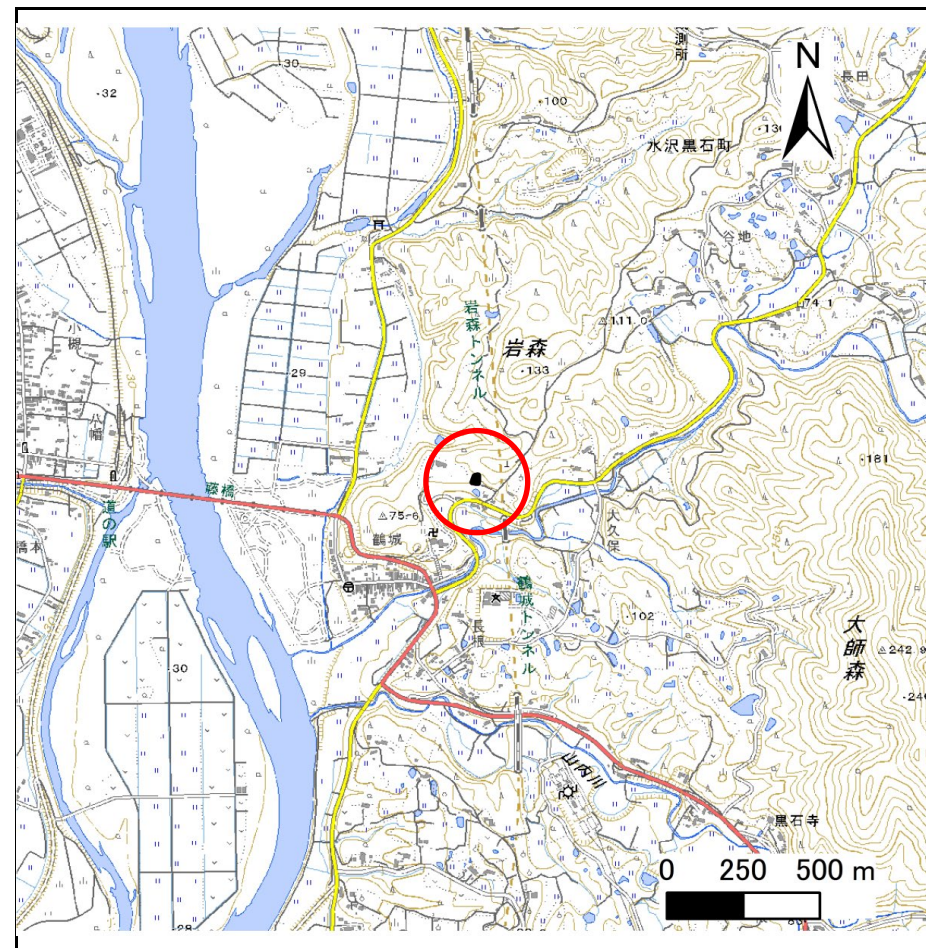 30
32
測所
N
長田
100
130
水沢黒石町
谷地
小槻
岩森トンネル
74.1
111.0
岩森
29
133
八幡
181
藤橋
道の駅
75.6
大久保
橋本
鶴城
鶴城トンネル
102
長根
大師森
242.9
30
246
山内川
黒石寺
0 250 500 m
28